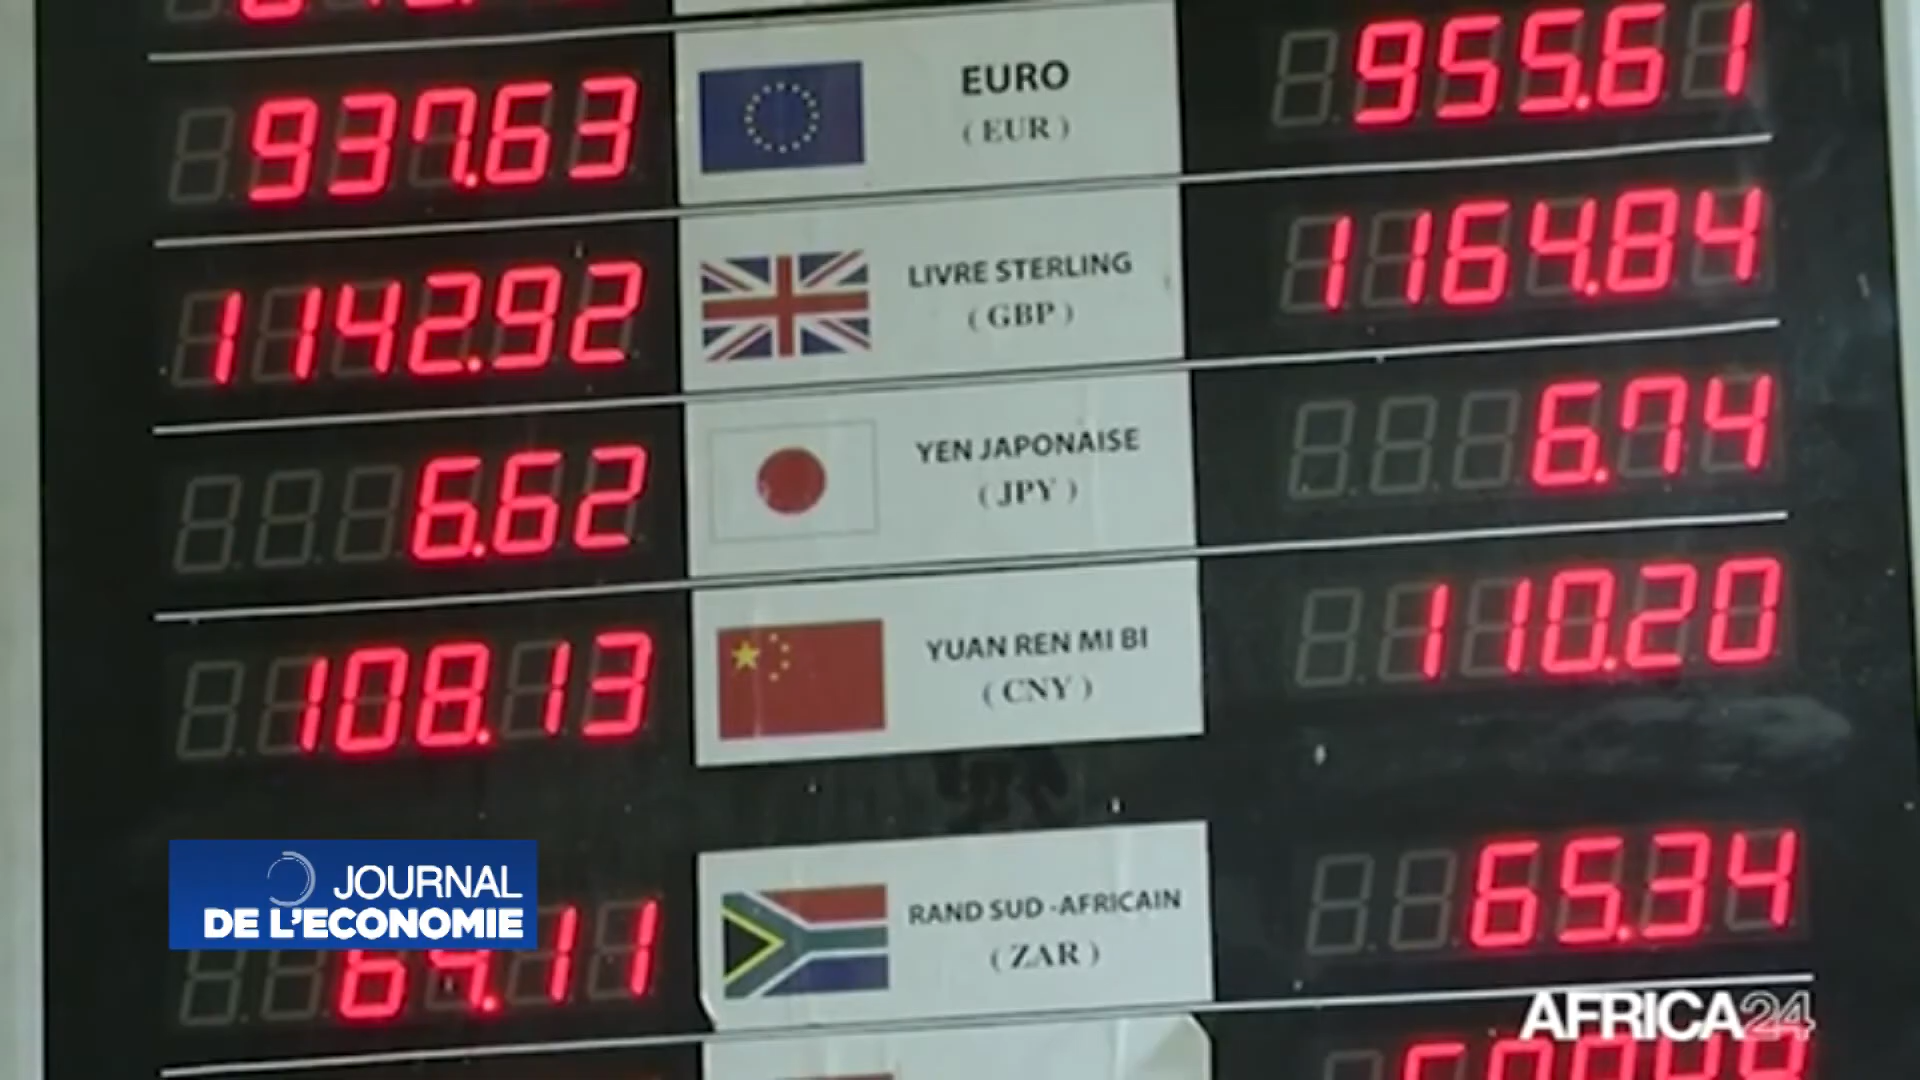 937.63 EURO 955.61
( EUR )
1142.92 LIVRE STERLING 1164.84
( GBP )
6.62 YEN JAPONAISE 6.74
( JPY )
108.13 YUAN REN MI BI 110.20
( CNY )
64.11 RAND SUD -AFRICAIN 65.34
( ZAR )
JOURNAL
DE L'ÉCONOMIE
AFRICA24